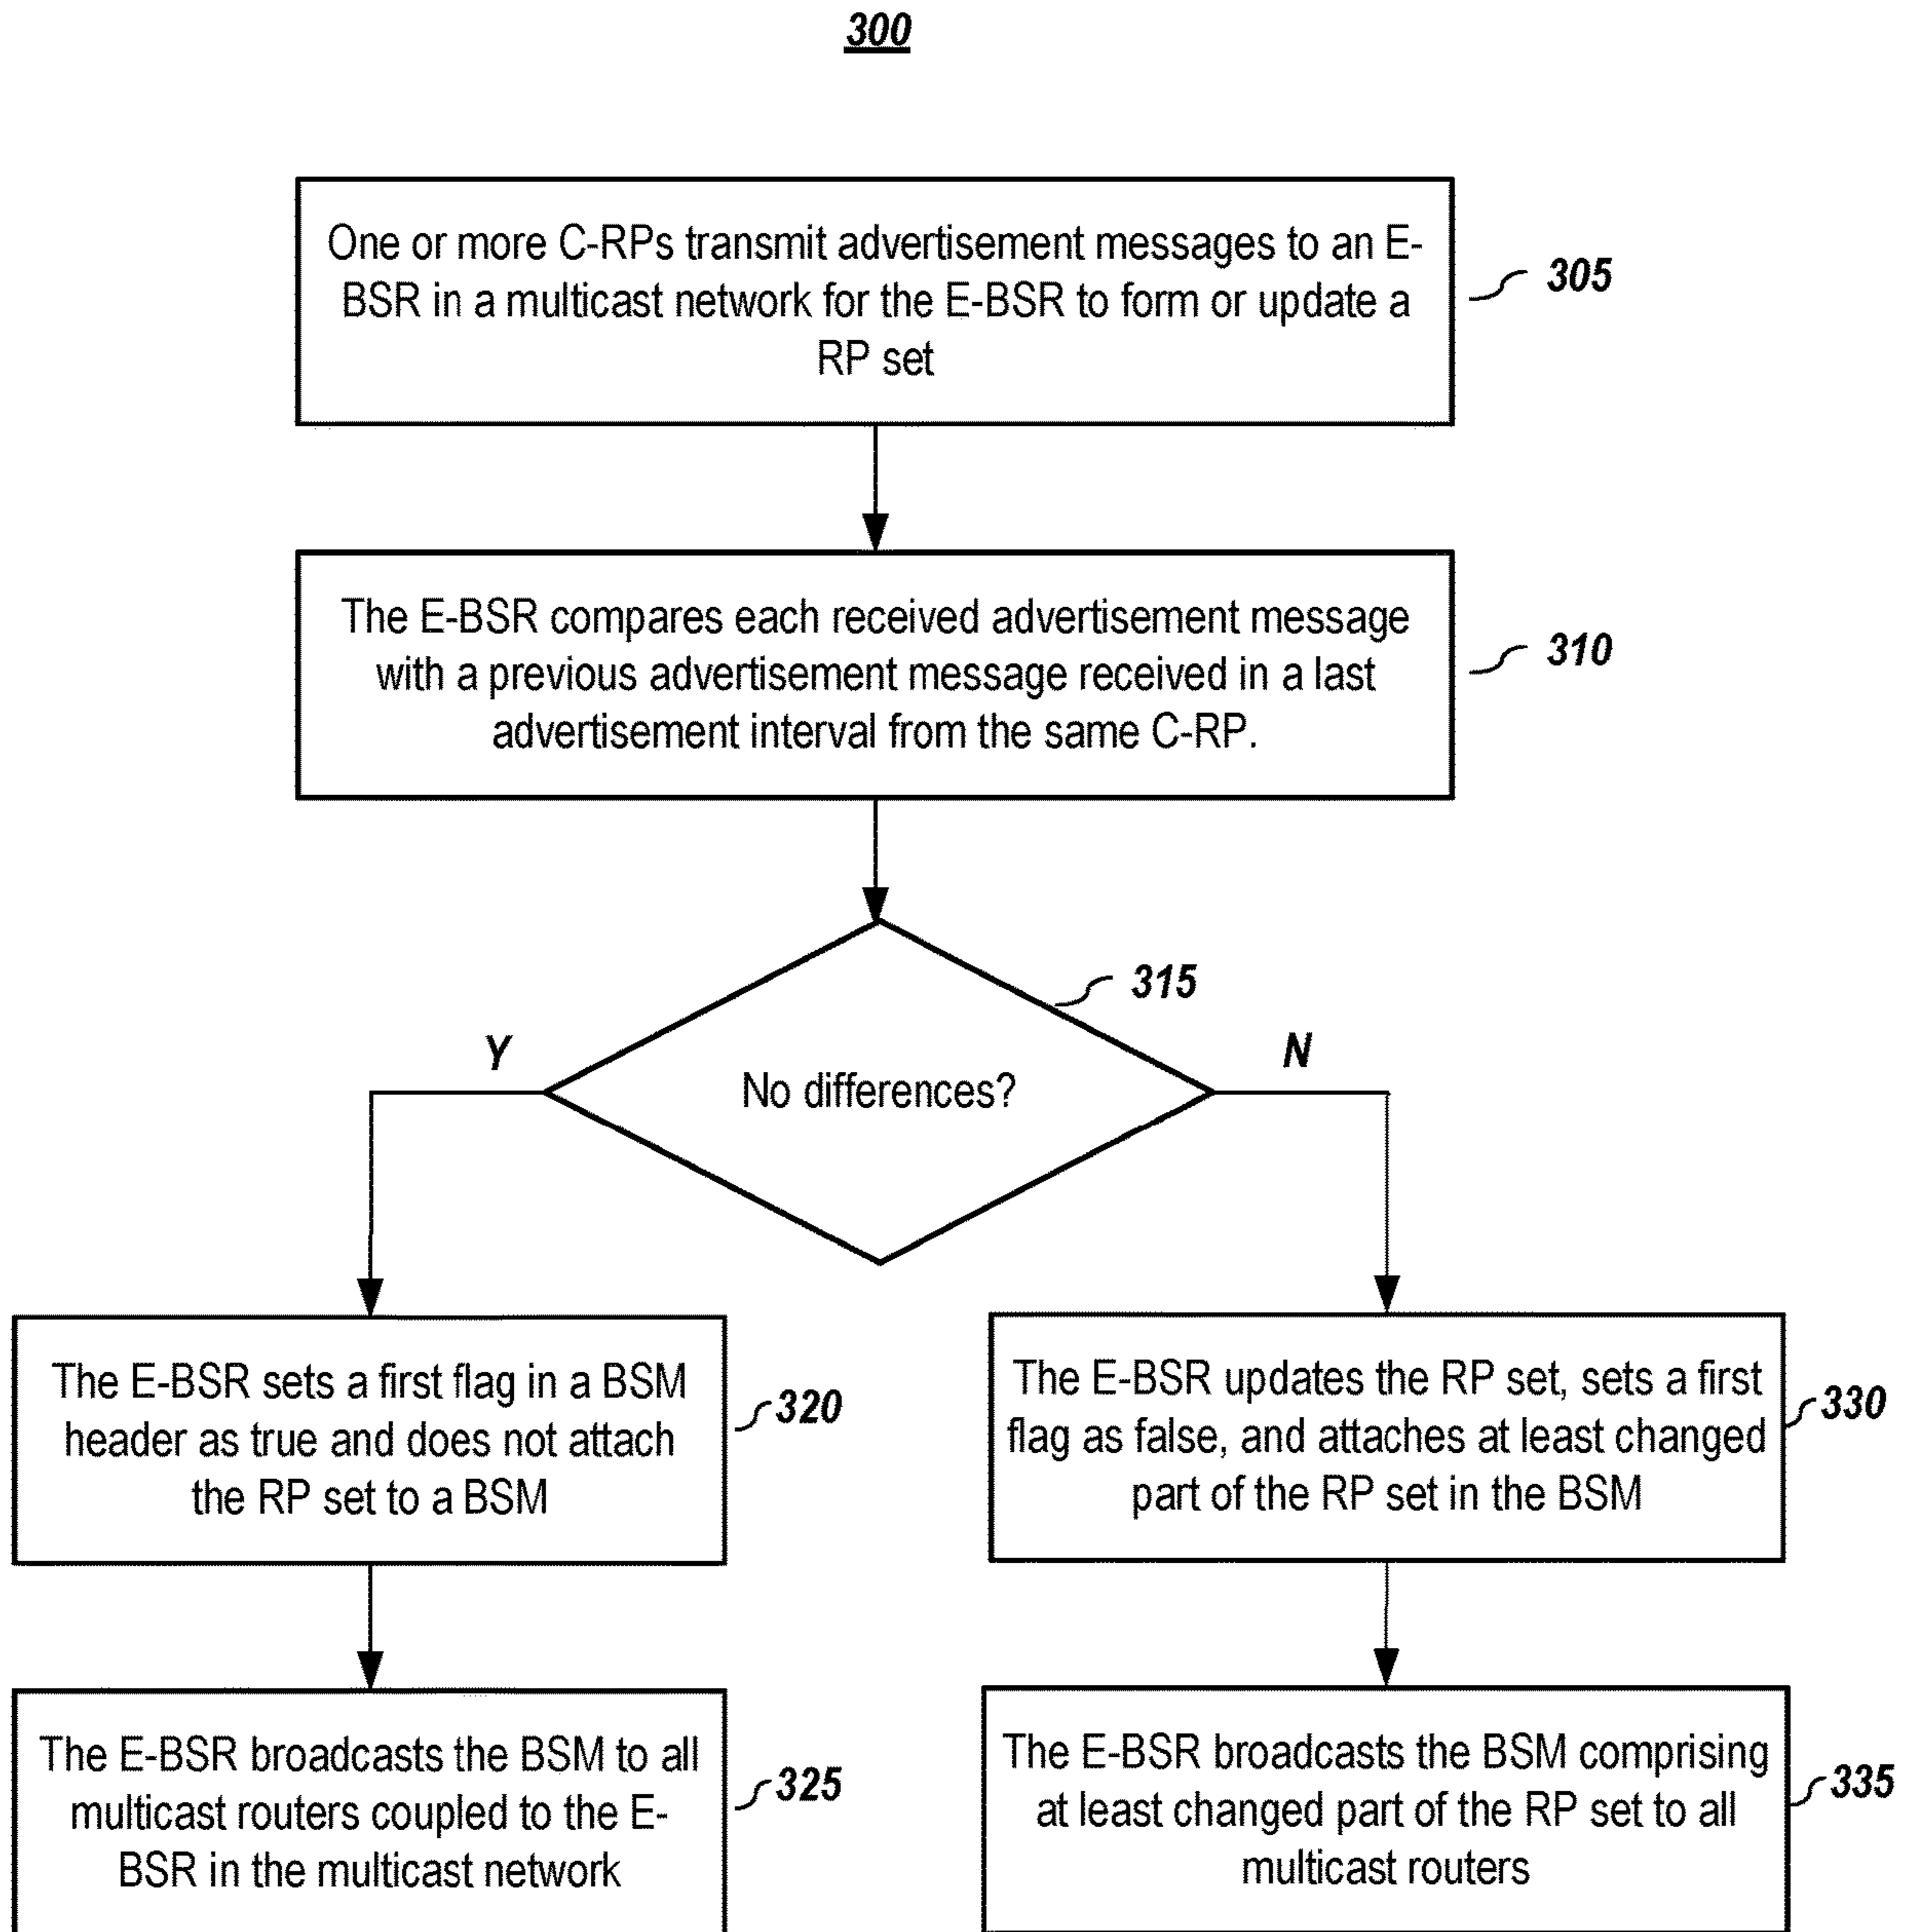 300
One or more C-RPs transmit advertisement messages to an E-
BSR in a multicast network for the E-BSR to form or update a
RP set
305
The E-BSR compares each received advertisement message
with a previous advertisement message received in a last
advertisement interval from the same C-RP.
310
315
Y
No differences?
N
The E-BSR sets a first flag in a BSM
header as true and does not attach
the RP set to a BSM
320
The E-BSR updates the RP set, sets a first
flag as false, and attaches at least changed
part of the RP set in the BSM
330
The E-BSR broadcasts the BSM to all
multicast routers coupled to the E-
BSR in the multicast network
325
The E-BSR broadcasts the BSM comprising
at least changed part of the RP set to all
multicast routers
335